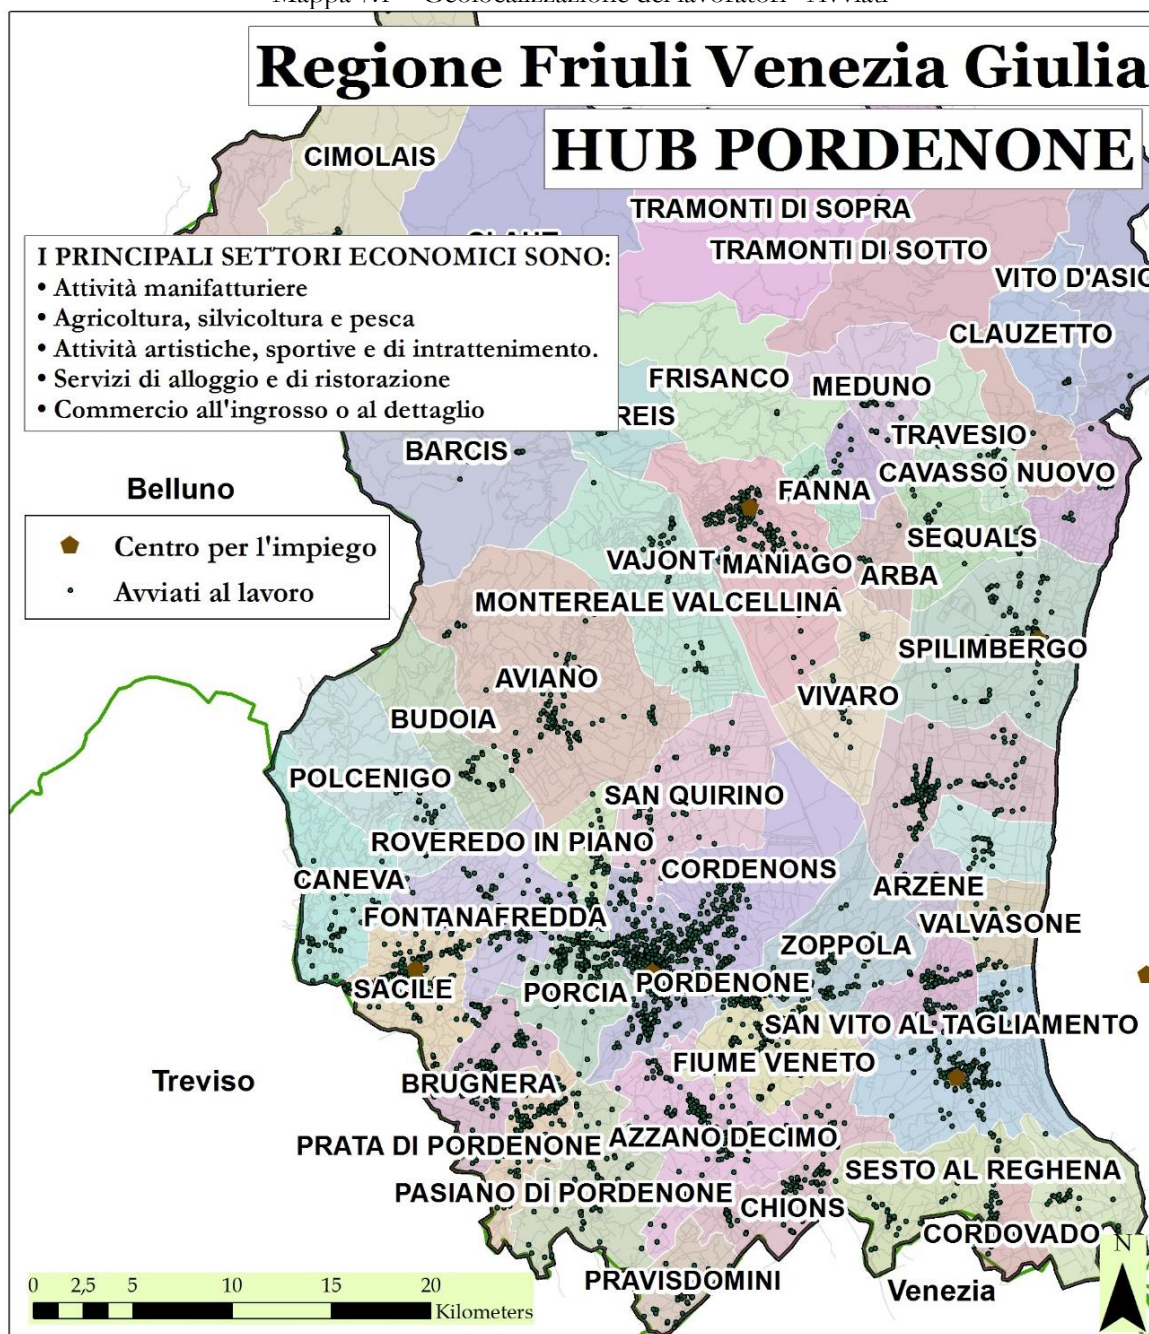 Regione Friuli Venezia Giulia
HUB PORDENONE
CIMOLAIS
TRAMONTI DI SOPRA
TRAMONTI DI SOTTO
VITO D'ASIO
CLAUZETTO
I PRINCIPALI SETTORI ECONOMICI SONO:
• Attività manifatturiere
• Agricoltura, silvicoltura e pesca
• Attività artistiche, sportive e di intrattenimento.
• Servizi di alloggio e di ristorazione
• Commercio all'ingrosso o al dettaglio
FRISANCO
MEDUNO
REIS
TRAVESIO
BARCIS
CAVASSO NUOVO
Belluno
FANNA
Centro per l'impiego
Avviati al lavoro
SEQUALS
VAJONT
MANIAGO
ARBA
MONTEREALE VALCELLINA
SPILIMBERGO
AVIANO
VIVARO
BUDOIA
POLCENIGO
SAN QUIRINO
ROVEREDO IN PIANO
CORDENONS
CANEVA
ARZENE
FONTANAFREDDA
VALVASONE
ZOPPOLA
SACILE
PORCIA
PORDENONE
SAN VITO AL TAGLIAMENTO
FIUME VENETO
Treviso
BRUGNERA
PRATA DI PORDENONE
AZZANO DECIMO
SESTO AL REGHENA
PASIANO DI PORDENONE
CHIONS
CORDOVADO
N
PRAVISDOMINI
Venezia
0 2,5 5 10 15 20
Kilometers